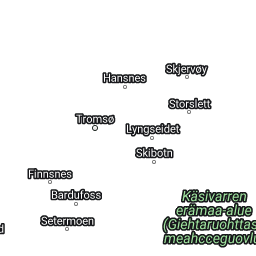 Skjervøy
Hansnes
Storslett
Tromsø
Lyngseidet
Skibotn
Finnsnes
Bardufoss
Käsivarren
erämaa-alue
(Giehtaruohttas
meahcceguovlu
Setermoen